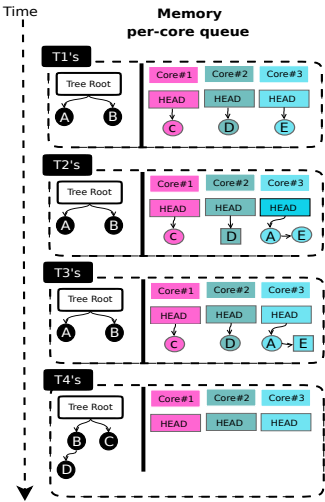 Time
Memory
per-core queue
T1's
Tree Root
A B
Core#1 Core#2 Core#3
HEAD HEAD HEAD
c D E
T2's
Tree Root
A B
Core#1 Core#2 Core#3
HEAD HEAD HEAD
c D A E
T3's
Tree Root
A B
Core#1 Core#2 Core#3
HEAD HEAD HEAD
c D A E
T4's
Tree Root
B C
D
Core#1 Core#2 Core#3
HEAD HEAD HEAD